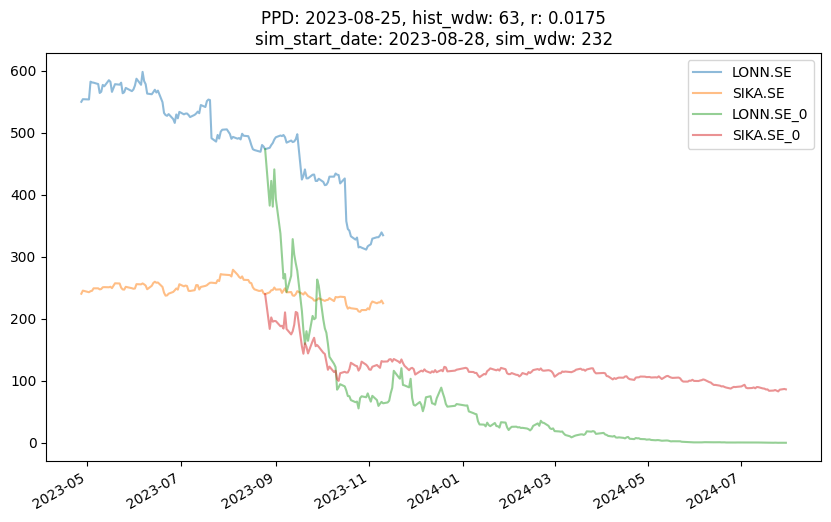 PPD: 2023-08-25, hist_wdw: 63, r: 0.0175
sim_start_date: 2023-08-28, sim_wdw: 232
LONN.SE
SIKA.SE
LONN.SE_0
SIKA.SE_0
600
500
400
300
200
100
0
2023-05
2023-07
2023-09
2023-11
2024-01
2024-03
2024-05
2024-07